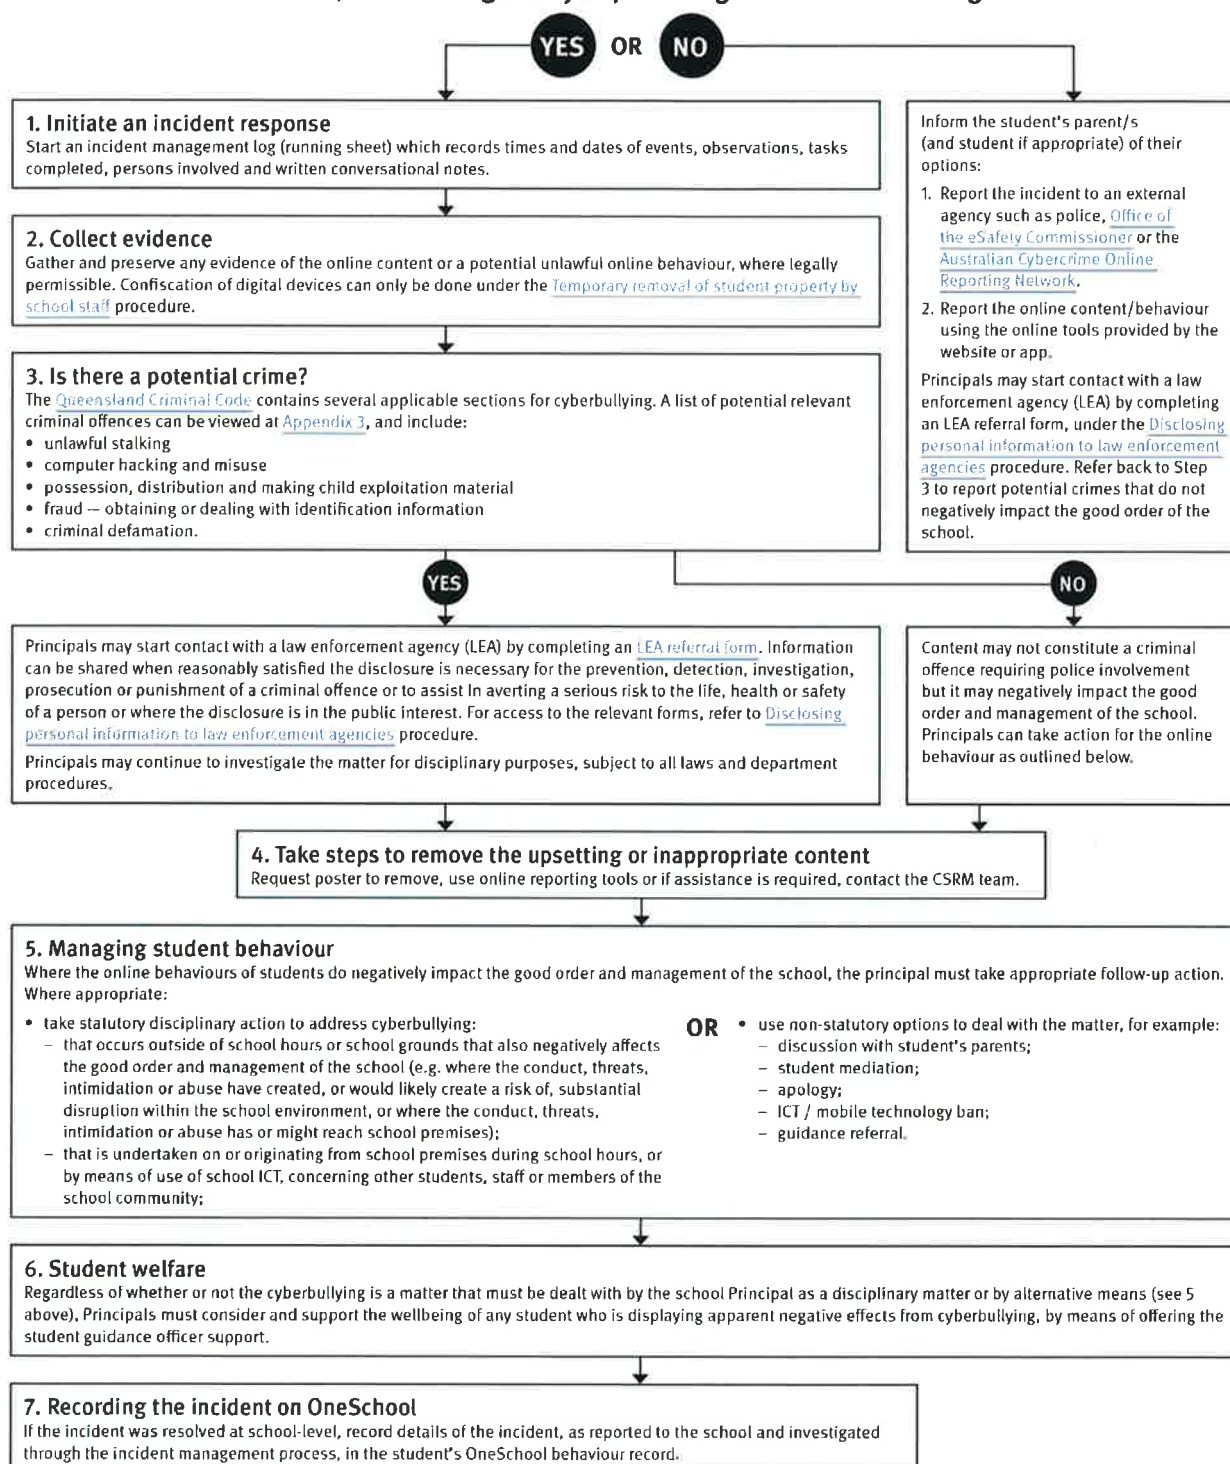 YES OR NO
1. Initiate an incident response
Start an incident management log (running sheet) which records times and dates of events, observations, tasks
completed, persons involved and written conversational notes.
2. Collect evidence
Gather and preserve any evidence of the online content or a potential unlawful online behaviour, where legally
permissible. Confiscation of digital devices can only be done under the Temporary removal of student property by
school staff procedure.
3. Is there a potential crime?
The Queensland Criminal Code contains several applicable sections for cyberbullying. A list of potential relevant
criminal offences can be viewed at Appendix 3, and include:
• unlawful stalking
• computer hacking and misuse
• possession, distribution and making child exploitation material
• fraud — obtaining or dealing with identification information
• criminal defamation.
Inform the student's parent/s
(and student if appropriate) of their
options:
1. Report the incident to an external
agency such as police, Office of
the eSafety Commissioner or the
Australian Cybercrime Online
Reporting Network.
2. Report the online content/behaviour
using the online tools provided by the
website or app.
Principals may start contact with a law
enforcement agency (LEA) by completing
an LEA referral form, under the Disclosing
personal information to law enforcement
agencies procedure. Refer back to Step
3 to report potential crimes that do not
negatively impact the good order of the
school.
YES
NO
Principals may start contact with a law enforcement agency (LEA) by completing an LEA referral form. Information
can be shared when reasonably satisfied the disclosure is necessary for the prevention, detection, investigation,
prosecution or punishment of a criminal offence or to assist in averting a serious risk to the life, health or safety
of a person or where the disclosure is in the public interest. For access to the relevant forms, refer to Disclosing
personal information to law enforcement agencies procedure.
Principals may continue to investigate the matter for disciplinary purposes, subject to all laws and department
procedures.
Content may not constitute a criminal
offence requiring police involvement
but it may negatively impact the good
order and management of the school.
Principals can take action for the online
behaviour as outlined below.
4. Take steps to remove the upsetting or inappropriate content
Request poster to remove, use online reporting tools or if assistance is required, contact the CSRM team.
5. Managing student behaviour
Where the online behaviours of students do negatively impact the good order and management of the school, the principal must take appropriate follow-up action.
Where appropriate:
• take statutory disciplinary action to address cyberbullying:
– that occurs outside of school hours or school grounds that also negatively affects
the good order and management of the school (e.g. where the conduct, threats,
intimidation or abuse have created, or would likely create a risk of, substantial
disruption within the school environment, or where the conduct, threats,
intimidation or abuse has or might reach school premises);
– that is undertaken on or originating from school premises during school hours, or
by means of use of school ICT, concerning other students, staff or members of the
school community;
OR
• use non-statutory options to deal with the matter, for example:
– discussion with student's parents;
– student mediation;
– apology;
– ICT / mobile technology ban;
– guidance referral.
6. Student welfare
Regardless of whether or not the cyberbullying is a matter that must be dealt with by the school Principal as a disciplinary matter or by alternative means (see 5
above), Principals must consider and support the wellbeing of any student who is displaying apparent negative effects from cyberbullying, by means of offering the
student guidance officer support.
7. Recording the incident on OneSchool
If the incident was resolved at school-level, record details of the incident, as reported to the school and investigated
through the incident management process, in the student's OneSchool behaviour record.